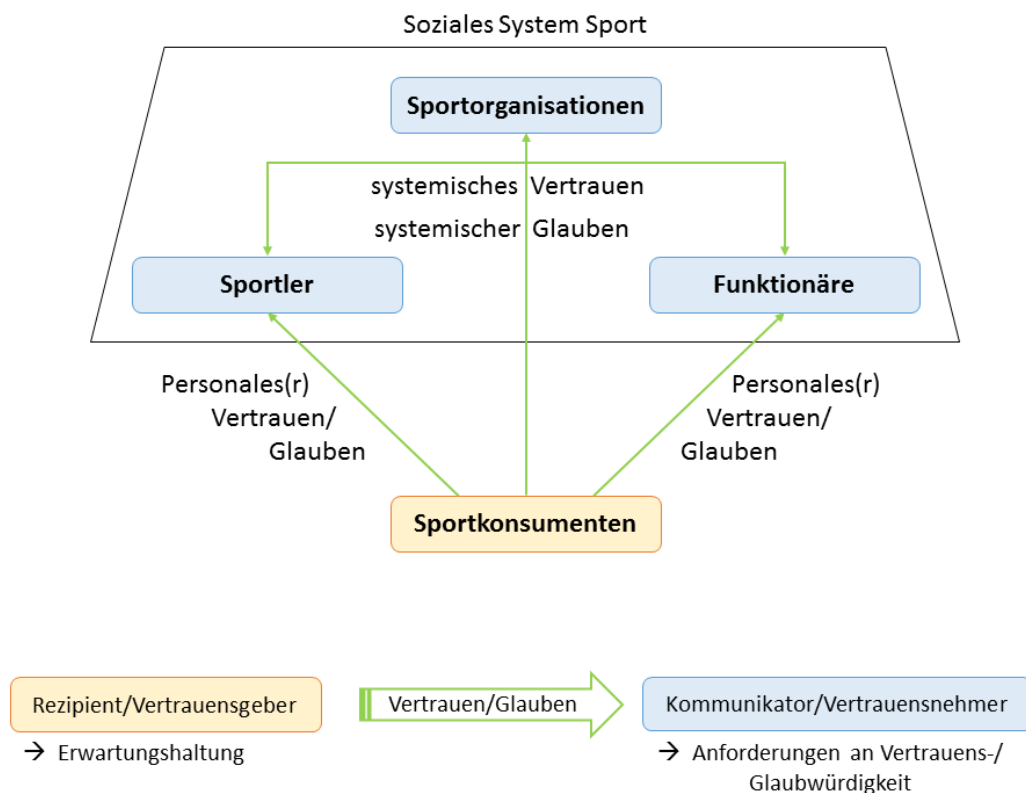 Soziales System Sport
Sportorganisationen
systemisches Vertrauen
systemischer Glauben
Sportler
Funktionäre
Personales(r)
Vertrauen/
Glauben
Personales(r)
Vertrauen/
Glauben
Sportkonsumenten
Rezipient/Vertrauensgeber
Vertrauen/Glauben
Kommunikator/Vertrauensnehmer
→ Erwartungshaltung
→ Anforderungen an Vertrauens-/
Glaubwürdigkeit